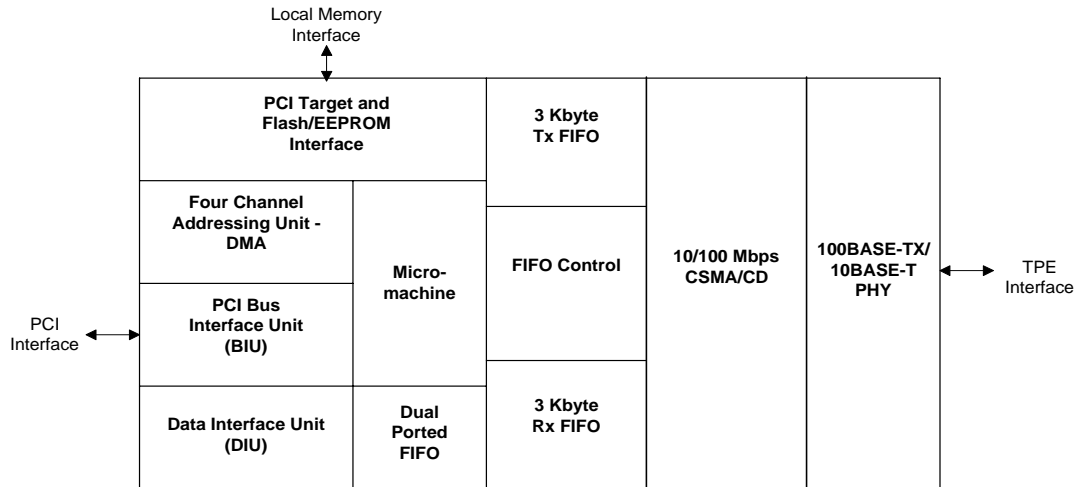 Local Memory
Interface
PCI Target and
Flash/EEPROM
Interface
3 Kbyte
Tx FIFO
Four Channel
Addressing Unit -
DMA
Micro-
machine
FIFO Control
10/100 Mbps
CSMA/CD
100BASE-TX/
10BASE-T
PHY
TPE
Interface
PCI
Interface
PCI Bus
Interface Unit
(BIU)
Data Interface Unit
(DIU)
Dual
Ported
FIFO
3 Kbyte
Rx FIFO